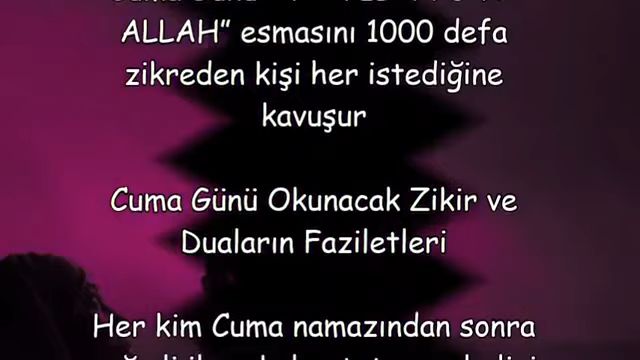 ALLAH” esmasını 1000 defa
zikreden kişi her istediğine
kavuşur
Cuma Günü Okunacak Zikir ve
Duaların Faziletleri
Her kim Cuma namazından sonra